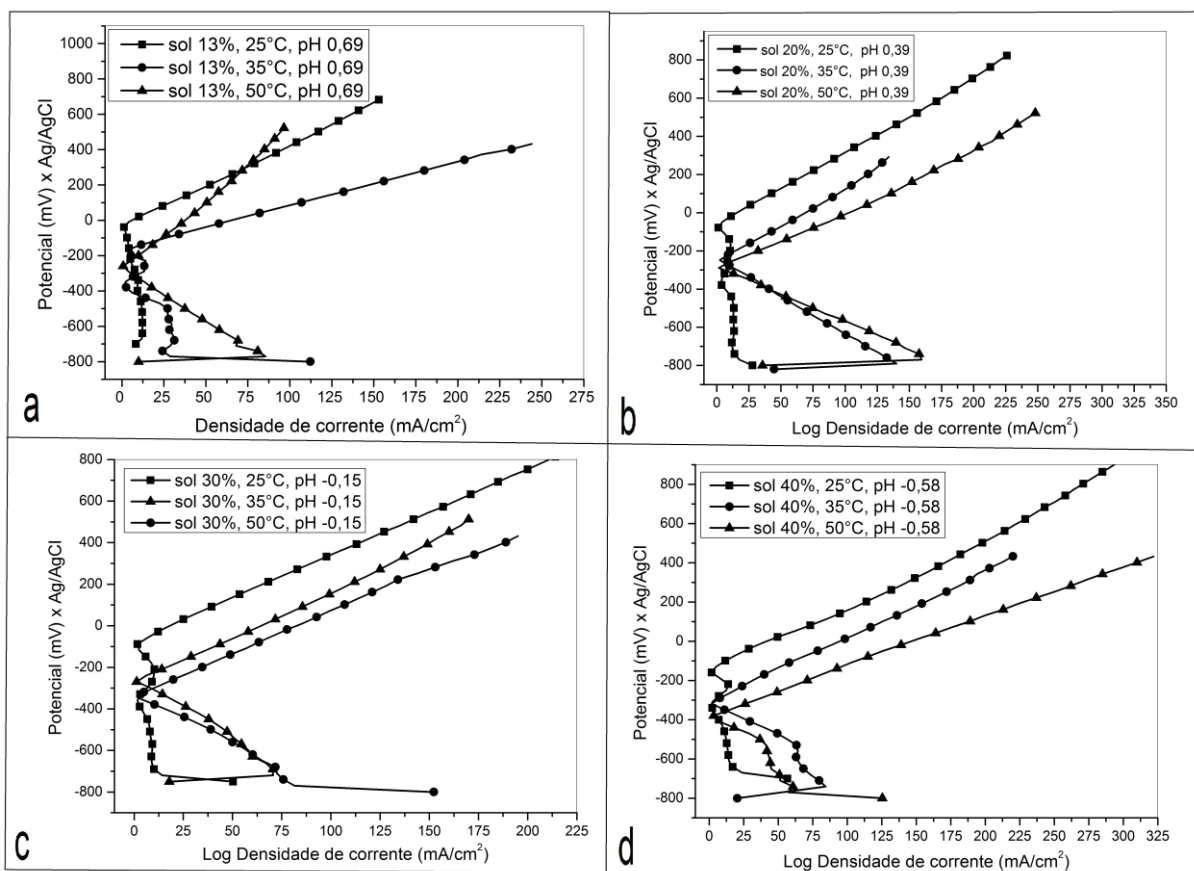 sol 13%, 25°C, pH 0,69
sol 13%, 35°C, pH 0,69
sol 13%, 50°C, pH 0,69
1000
800
600
400
200
0
-200
-400
-600
-800
Potencial (mV) x Ag/AgCl
0 25 50 75 100 125 150 175 200 225 250 275
Densidade de corrente (mA/cm²)
a
sol 20%, 25°C, pH 0,39
sol 20%, 35°C, pH 0,39
sol 20%, 50°C, pH 0,39
1000
800
600
400
200
0
-200
-400
-600
-800
Potencial (mV) x Ag/AgCl
0 25 50 75 100 125 150 175 200 225 250 275 300 325 350
Log Densidade de corrente (mA/cm²)
b
sol 30%, 25°C, pH -0,15
sol 30%, 35°C, pH -0,15
sol 30%, 50°C, pH -0,15
800
600
400
200
0
-200
-400
-600
-800
Potencial (mV) x Ag/AgCl
0 25 50 75 100 125 150 175 200 225
Log Densidade de corrente (mA/cm²)
c
sol 40%, 25°C, pH -0,58
sol 40%, 35°C, pH -0,58
sol 40%, 50°C, pH -0,58
800
600
400
200
0
-200
-400
-600
-800
Potencial (mV) x Ag/AgCl
0 25 50 75 100 125 150 175 200 225 250 275 300 325
Log Densidade de corrente (mA/cm²)
d